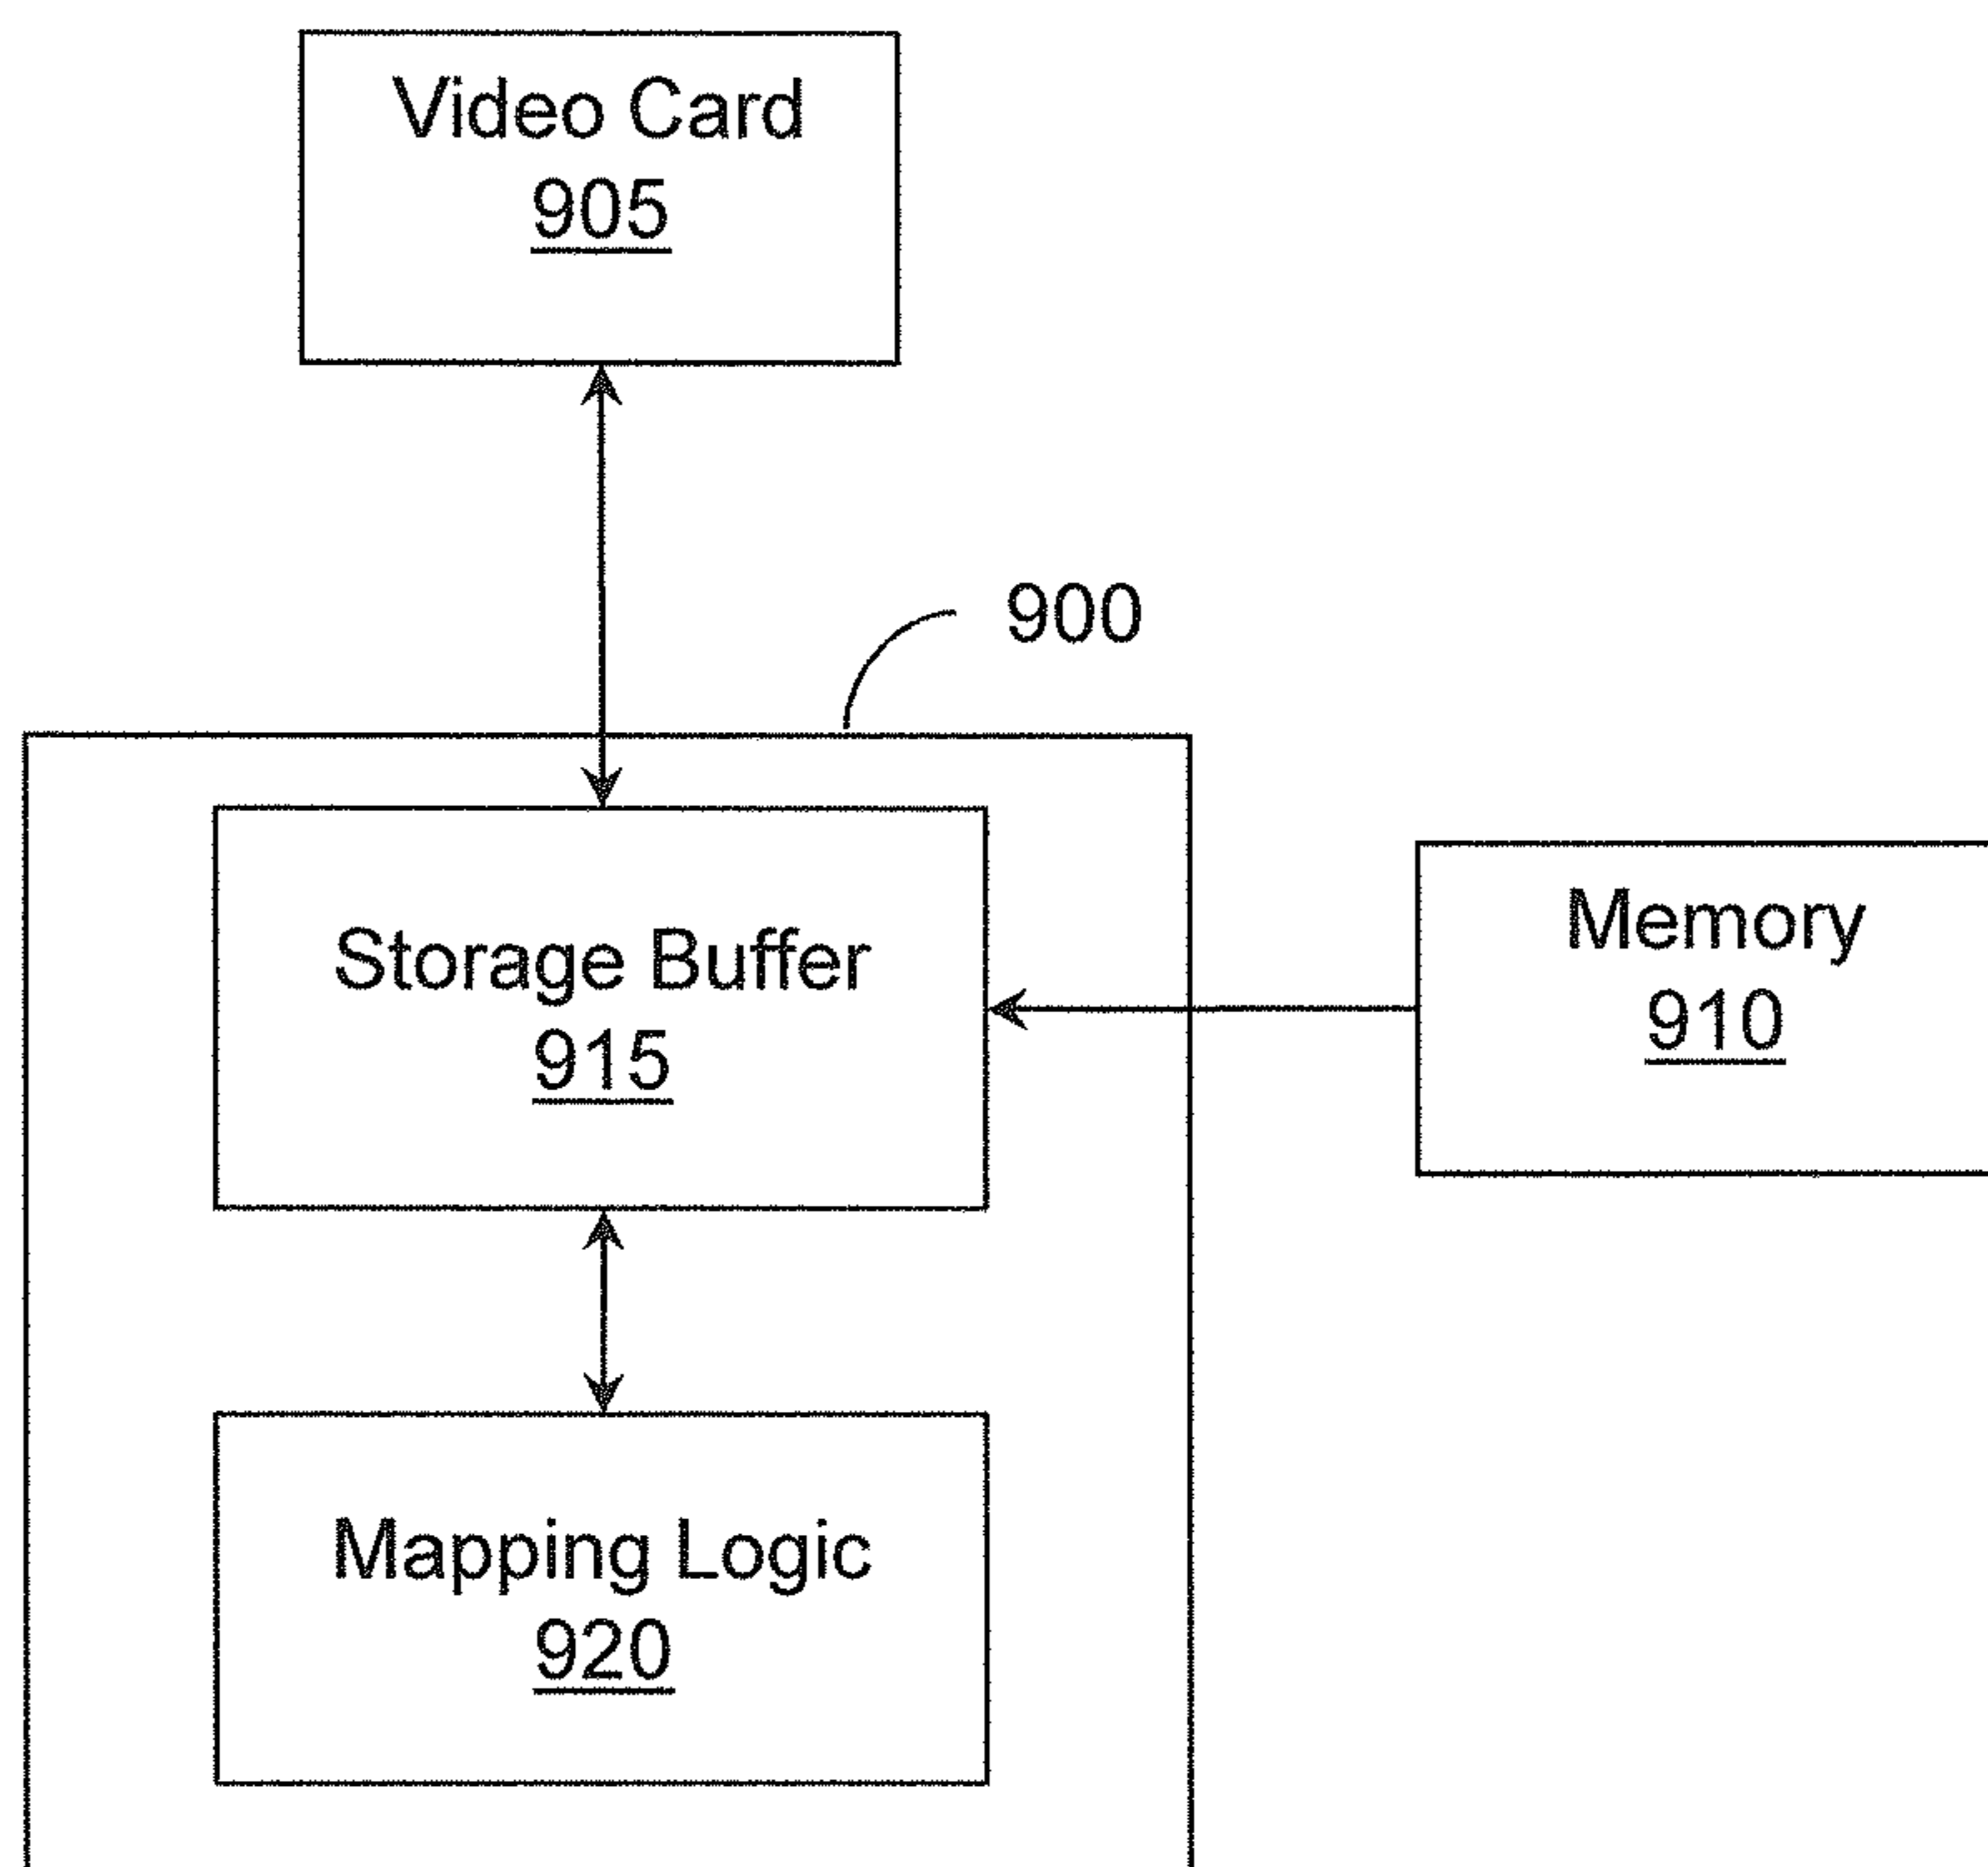 Video Card
905
900
Storage Buffer
915
Memory
910
Mapping Logic
920